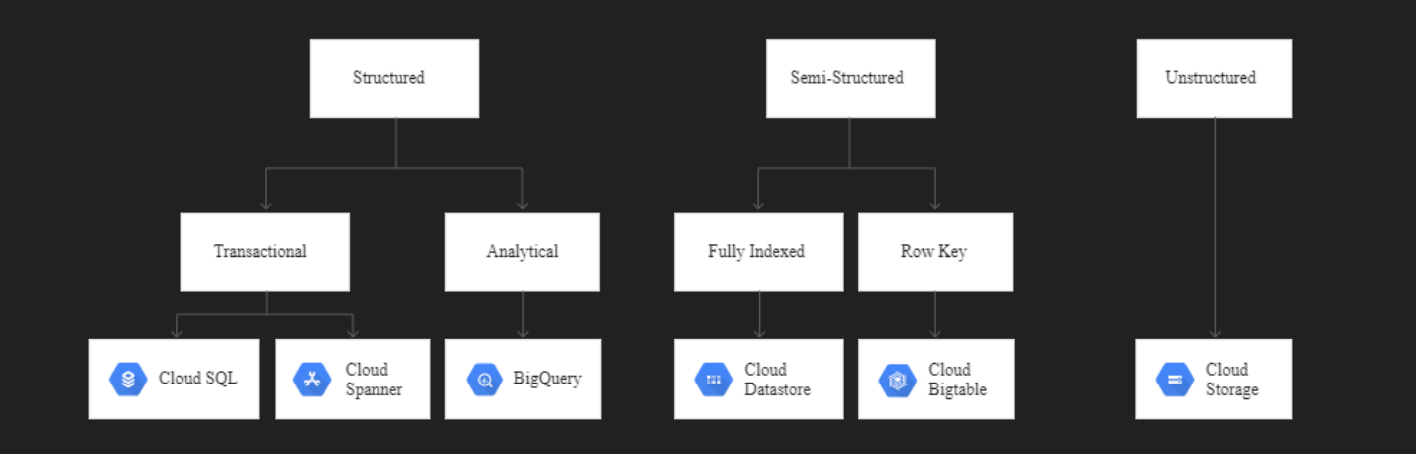 Structured
Semi-Structured
Unstructured
Transactional
Analytical
Fully Indexed
Row Key
Cloud SQL
Cloud
Spanner
BigQuery
Cloud
Datastore
Cloud
Bigtable
Cloud
Storage